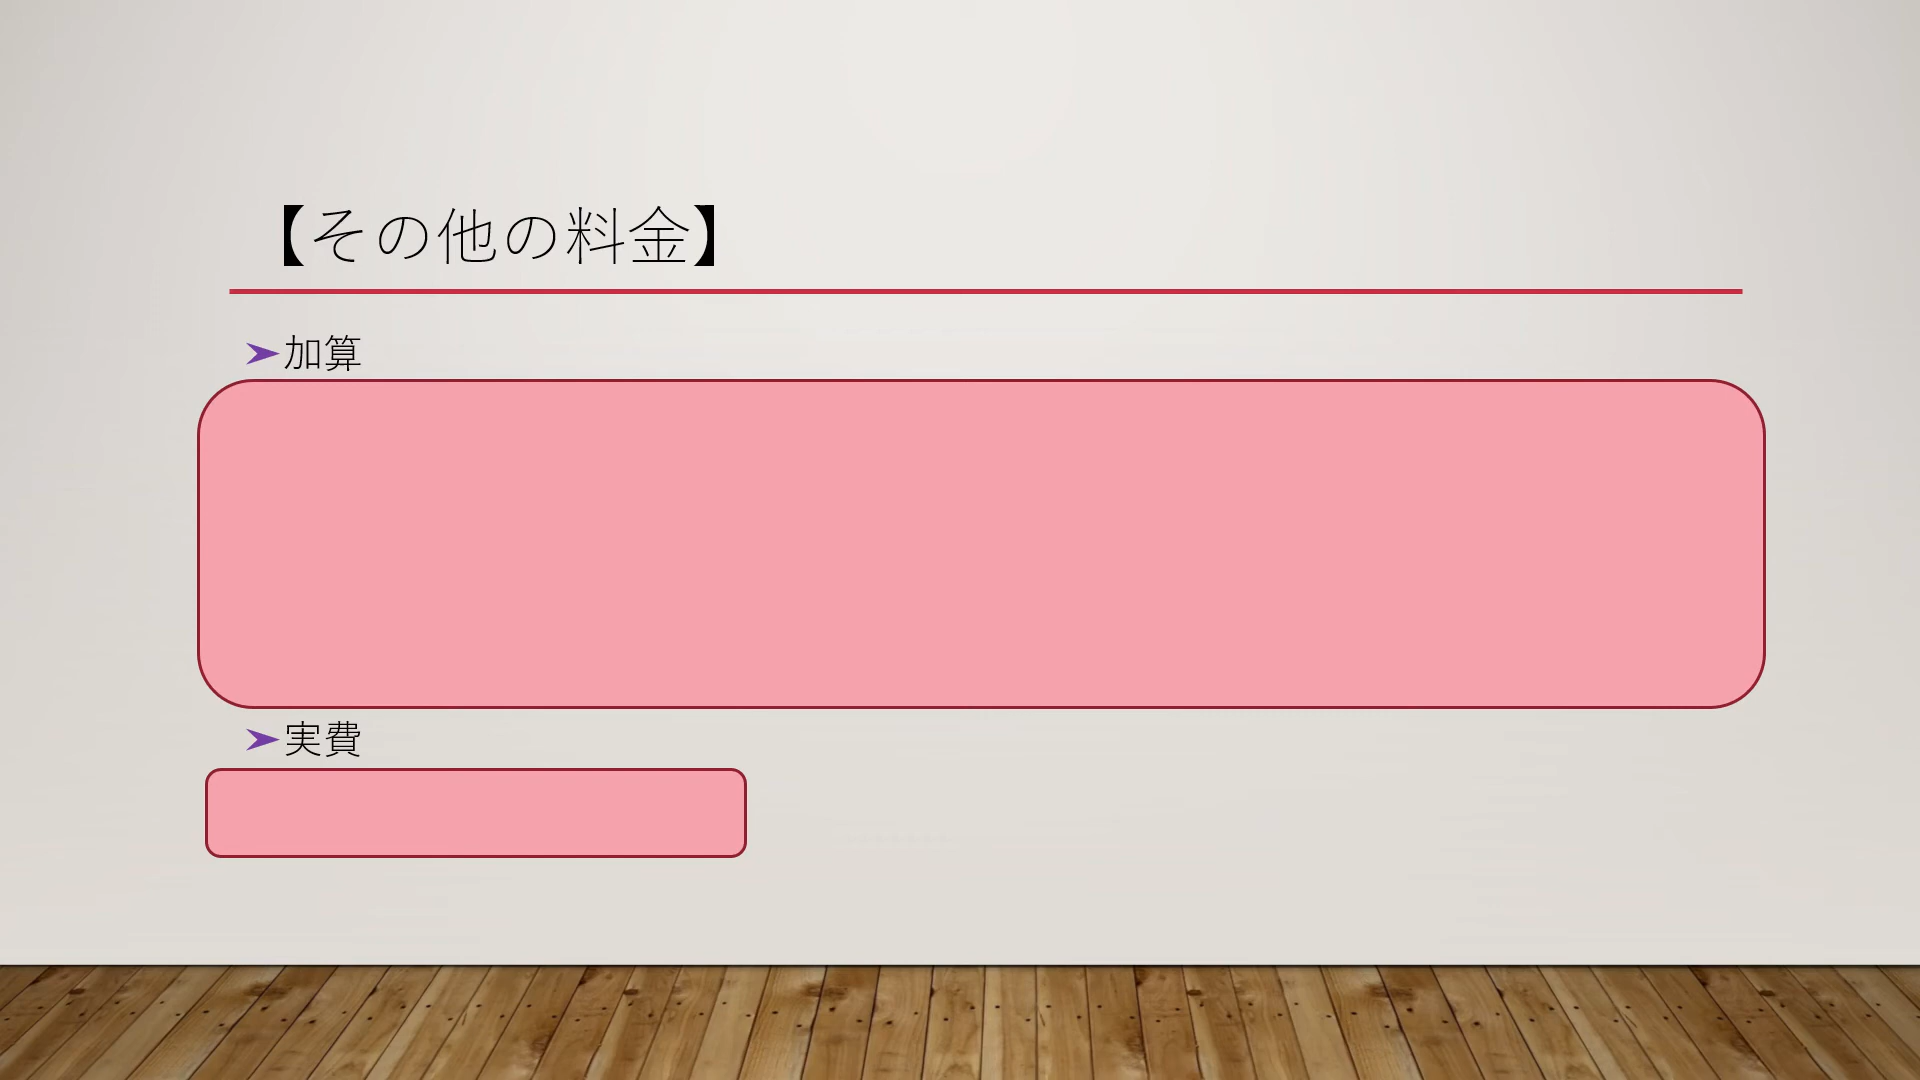 【その他の料金】
加算
実費